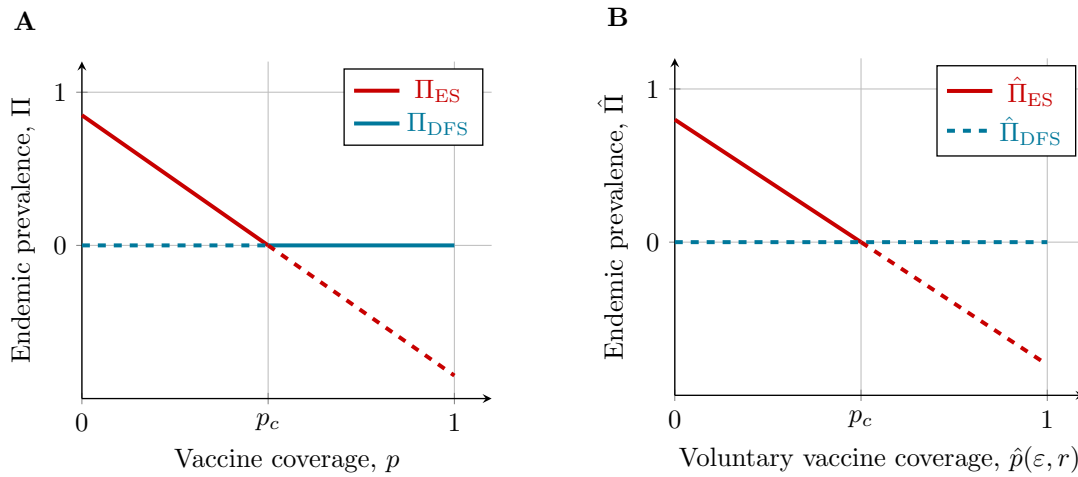 A
Endemic prevalence, Π
1
0
Π_ES
Π_DFS
0
p_c
1
Vaccine coverage, p
B
Endemic prevalence, Π̂
1
0
Π̂_ES
Π̂_DFS
0
p_c
1
Voluntary vaccine coverage, p̂(ε, r)